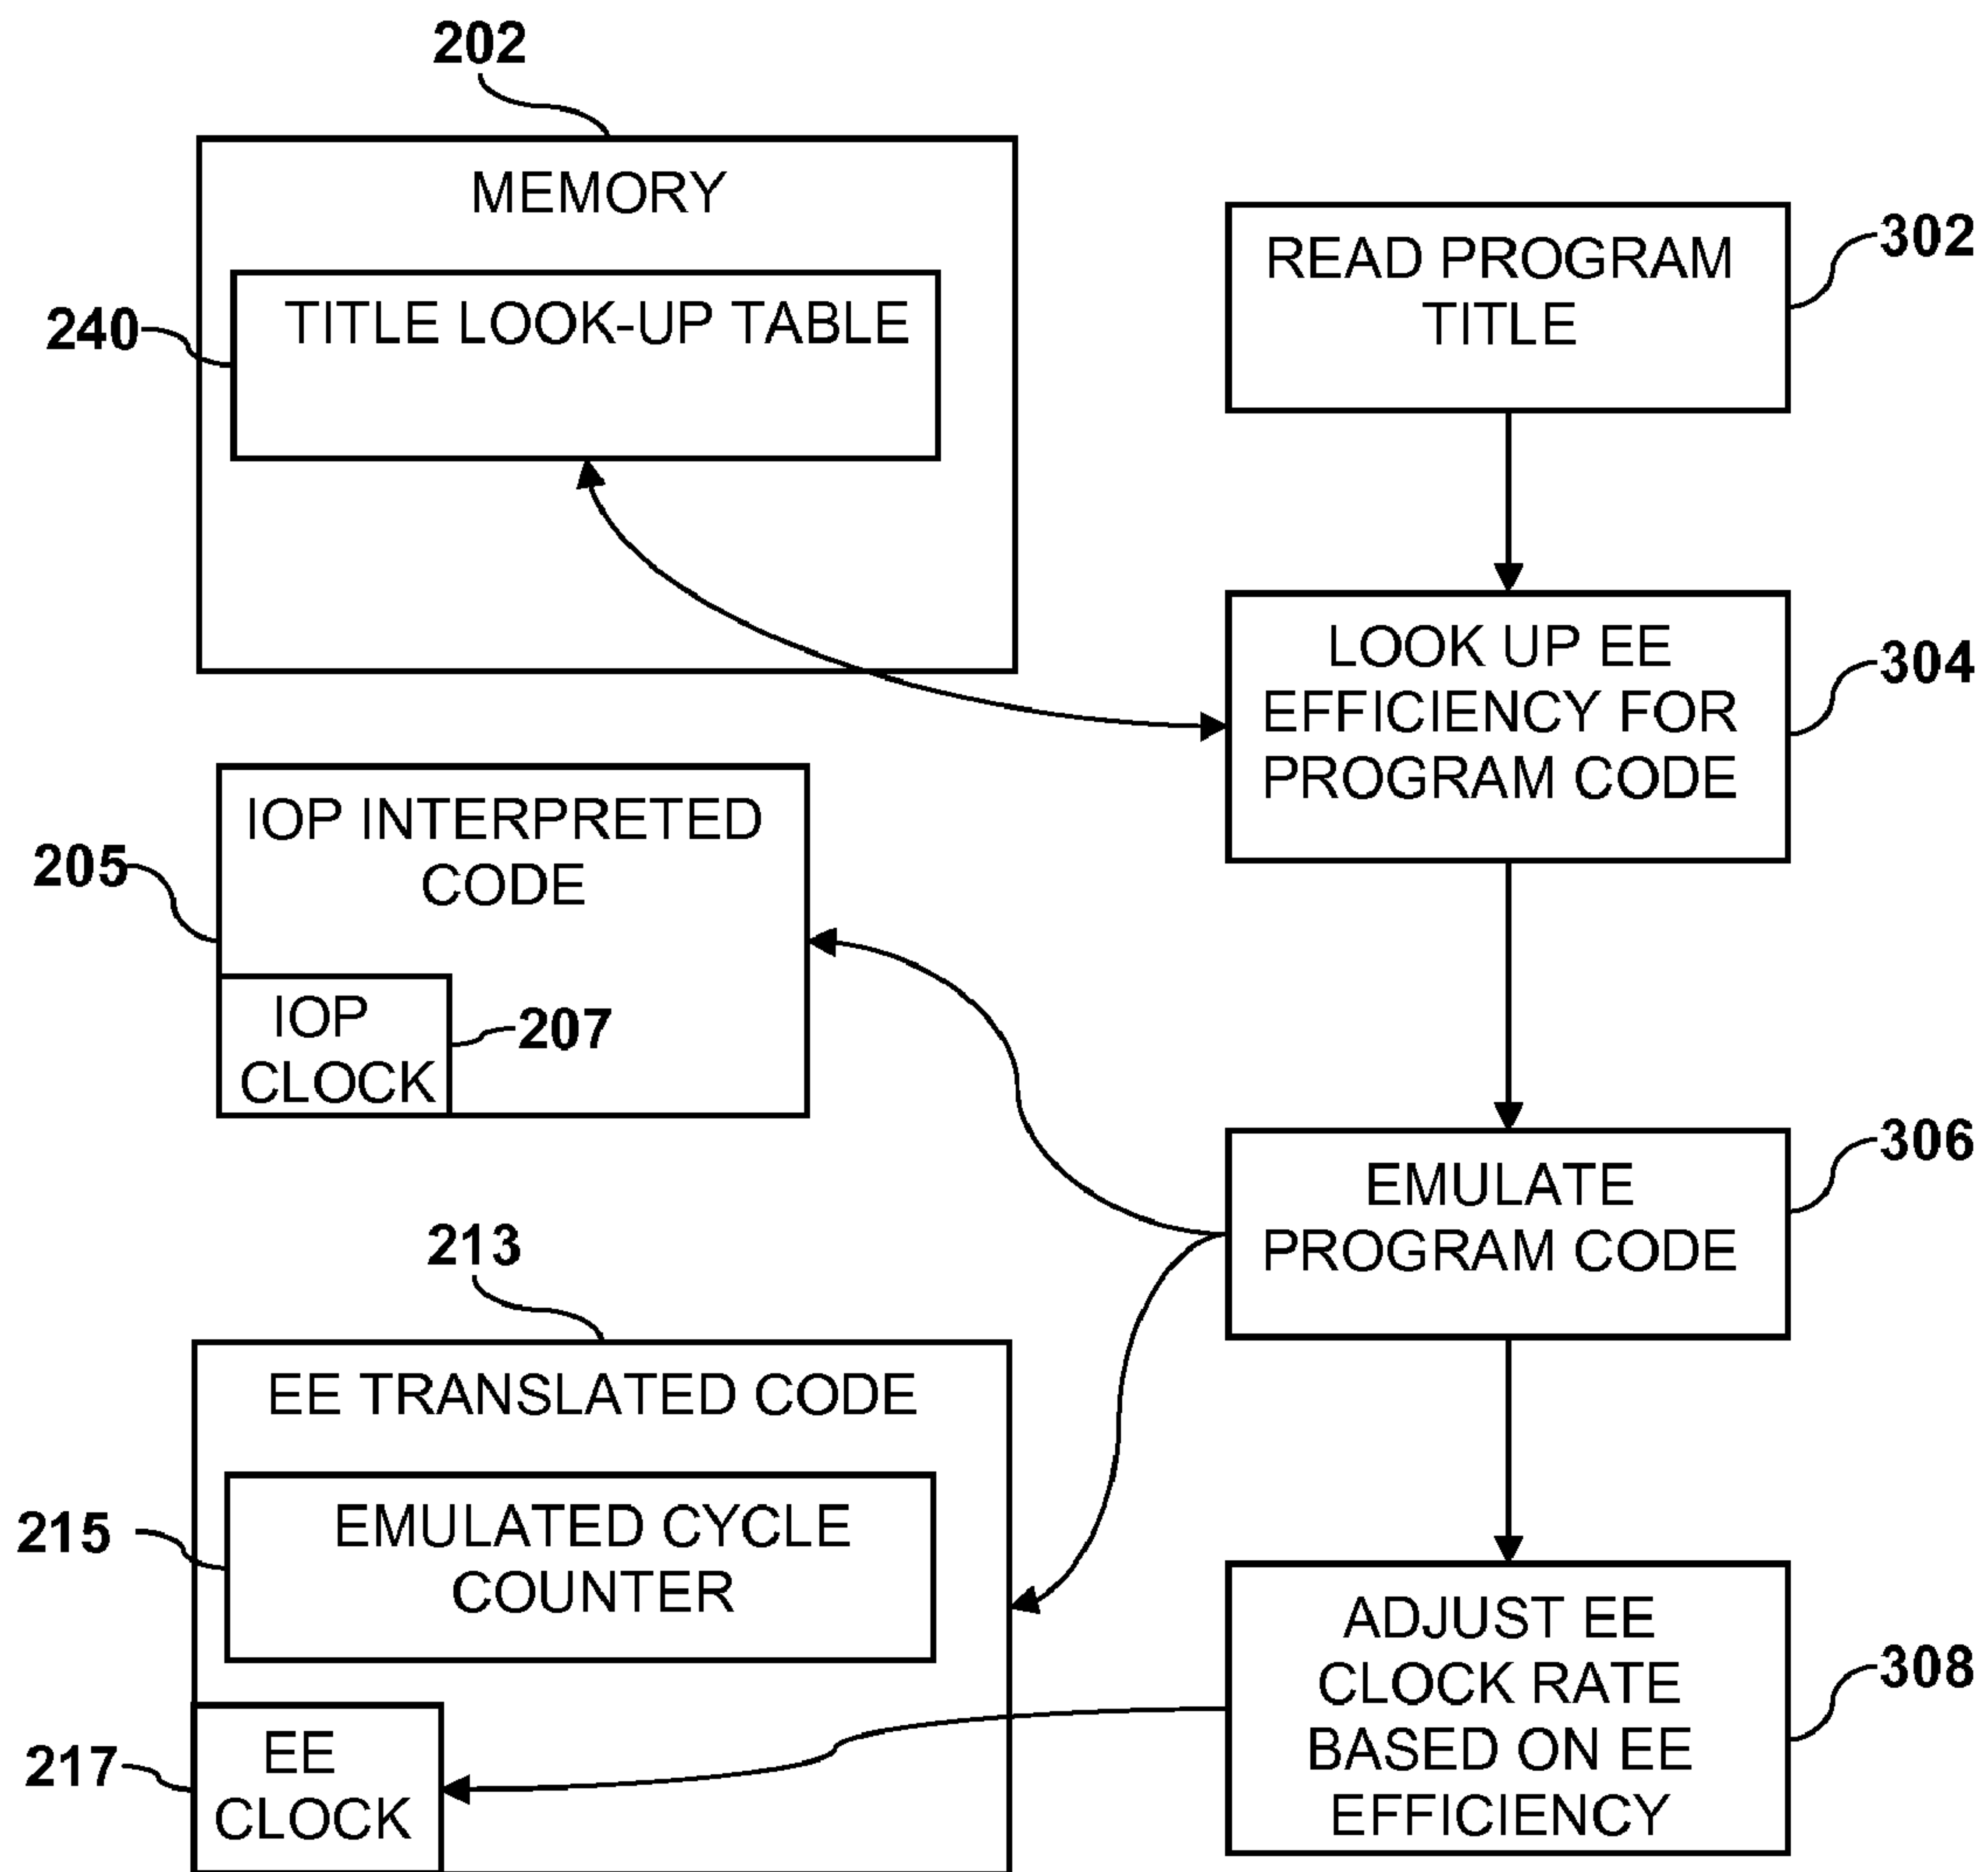 202
MEMORY
240
TITLE LOOK-UP TABLE
READ PROGRAM
TITLE
302
LOOK UP EE
EFFICIENCY FOR
PROGRAM CODE
304
IOP INTERPRETED
CODE
205
IOP
CLOCK
207
EMULATE
PROGRAM CODE
306
213
EE TRANSLATED CODE
215
EMULATED CYCLE
COUNTER
217
EE
CLOCK
ADJUST EE
CLOCK RATE
BASED ON EE
EFFICIENCY
308